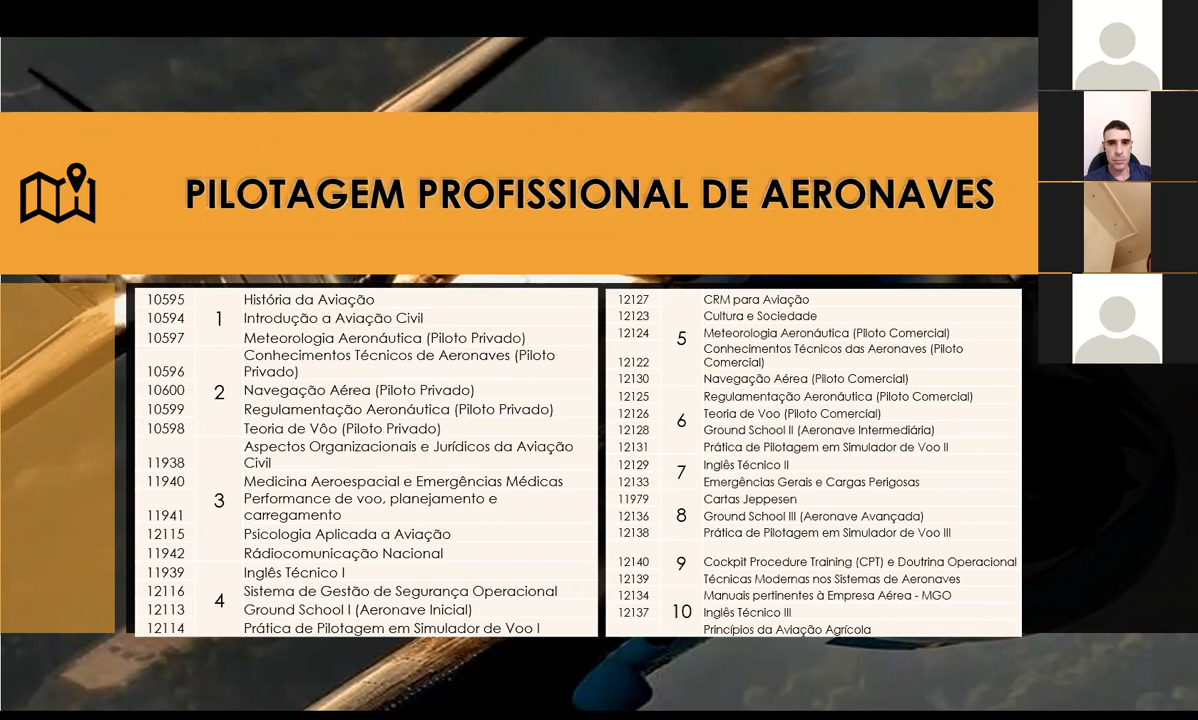 PILOTAGEM PROFISSIONAL DE AERONAVES
10595 História da Aviação
10594 1 Introdução a Aviação Civil
10597 Meteorologia Aeronáutica (Piloto Privado)
Conhecimentos Técnicos de Aeronaves (Piloto
10596 Privado)
10600 2 Navegação Aérea (Piloto Privado)
10599 Regulamentação Aeronáutica (Piloto Privado)
10598 Teoria de Vôo (Piloto Privado)
Aspectos Organizacionais e Jurídicos da Aviação
11938 Civil
11940 Medicina Aeroespacial e Emergências Médicas
3 Performance de voo, planejamento e
11941 carregamento
12115 Psicologia Aplicada a Aviação
11942 Rádiocomunicação Nacional
11939 Inglês Técnico I
12116 4 Sistema de Gestão de Segurança Operacional
12113 Ground School I (Aeronave Inicial)
12114 Prática de Pilotagem em Simulador de Voo I
12127 CRM para Aviação
12123 Cultura e Sociedade
12124 5 Meteorologia Aeronáutica (Piloto Comercial)
Conhecimentos Técnicos das Aeronaves (Piloto
12122 Comercial)
12130 Navegação Aérea (Piloto Comercial)
12125 Regulamentação Aeronáutica (Piloto Comercial)
12126 6 Teoria de Voo (Piloto Comercial)
12128 Ground School II (Aeronave Intermediária)
12131 Prática de Pilotagem em Simulador de Voo II
12129 7 Inglês Técnico II
12133 Emergências Gerais e Cargas Perigosas
11979 Cartas Jeppesen
12136 8 Ground School III (Aeronave Avançada)
12138 Prática de Pilotagem em Simulador de Voo III
12140 9 Cockpit Procedure Training (CPT) e Doutrina Operacional
12139 Técnicas Modernas nos Sistemas de Aeronaves
12134 Manuais pertinentes à Empresa Aérea - MGO
12137 10 Inglês Técnico III
Princípios da Aviação Agrícola